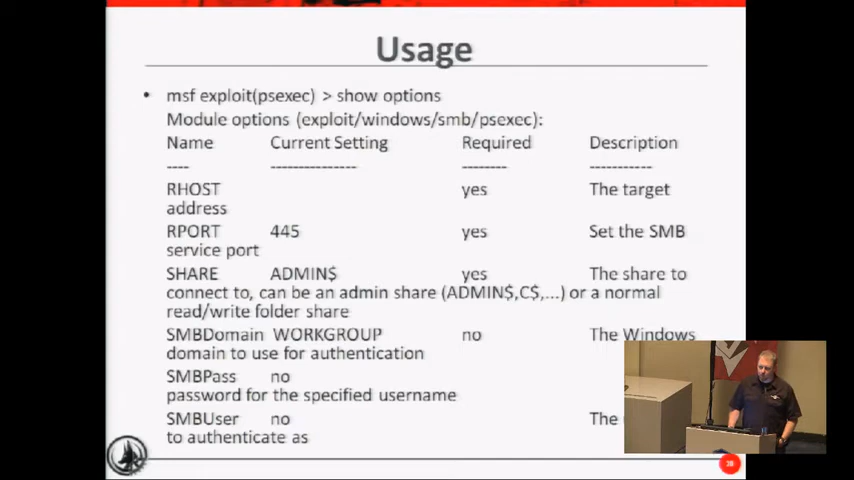 Usage
• msf exploit(psexec) > show options
Module options (exploit/windows/smb/psexec):
Name Current Setting Required Description
---- --------------- -------- -----------
RHOST yes The target
address
RPORT 445 yes Set the SMB
service port
SHARE ADMIN$ yes The share to
connect to, can be an admin share (ADMIN$,C$,...) or a normal
read/write folder share
SMBDomain WORKGROUP no The Windows
domain to use for authentication
SMBPass no
password for the specified username
SMBUser no The
to authenticate as
28